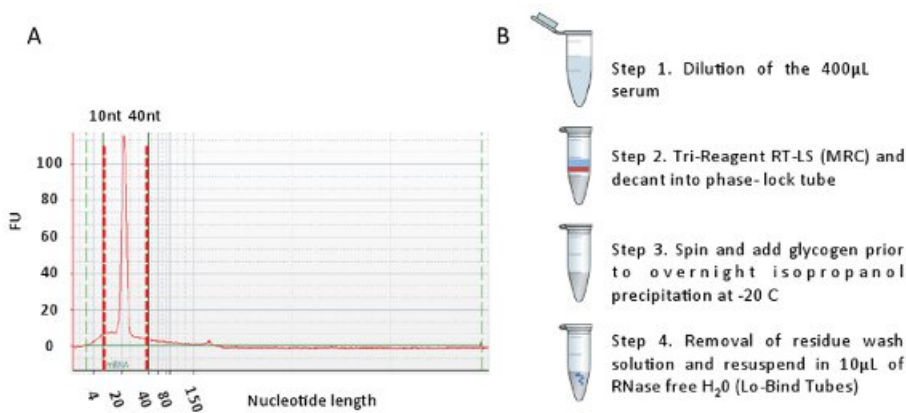 A
10nt 40nt
100
80
60
40
20
0
FU
miRNA
4 20 40 80 150
Nucleotide length
B
Step 1. Dilution of the 400µL
serum
Step 2. Tri-Reagent RT-LS (MRC) and
decant into phase- lock tube
Step 3. Spin and add glycogen prior
to overnight isopropanol
precipitation at -20 C
Step 4. Removal of residue wash
solution and resuspend in 10µL of
RNase free H₂0 (Lo-Bind Tubes)